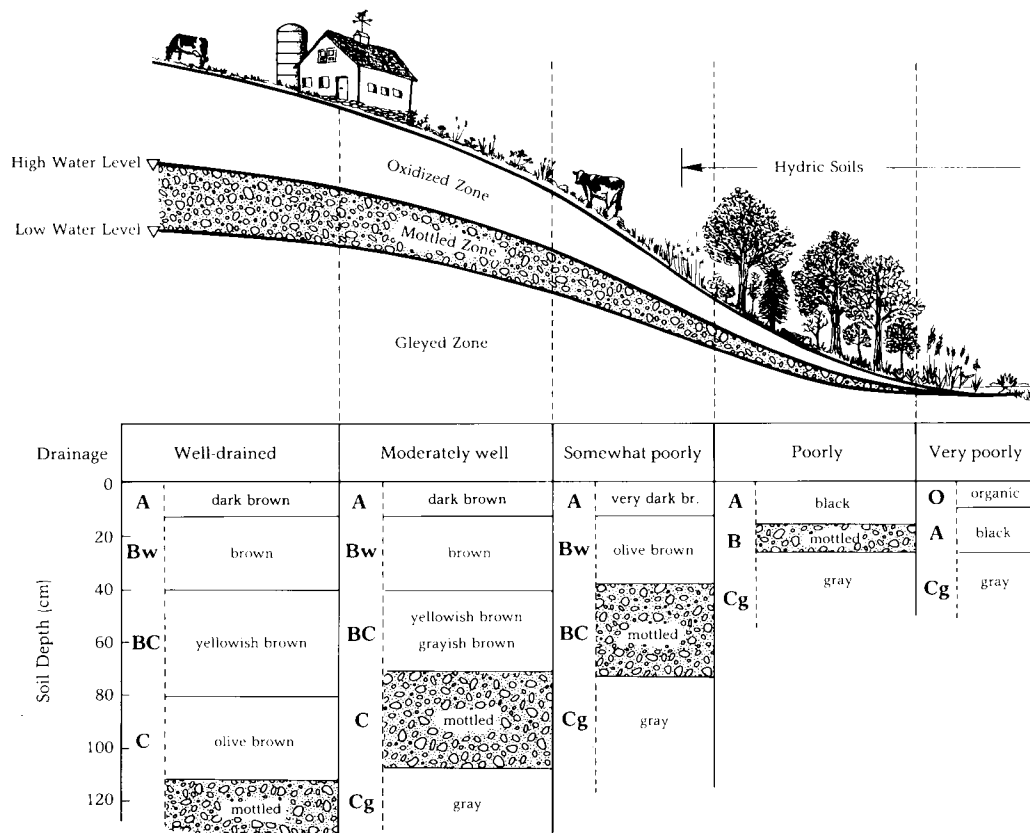 High Water Level
Oxidized Zone
Hydric Soils
Low Water Level
Mottled Zone
Gleyed Zone
Drainage
Well-drained
Moderately well
Somewhat poorly
Poorly
Very poorly
Soil Depth (cm)
0
20
40
60
80
100
120
A
dark brown
Bw
brown
BC
yellowish brown
C
olive brown
mottled
A
dark brown
Bw
brown
BC
yellowish brown
grayish brown
C
mottled
Cg
gray
A
very dark br.
Bw
olive brown
BC
mottled
Cg
gray
A
black
B
mottled
Cg
gray
O
organic
A
black
Cg
gray